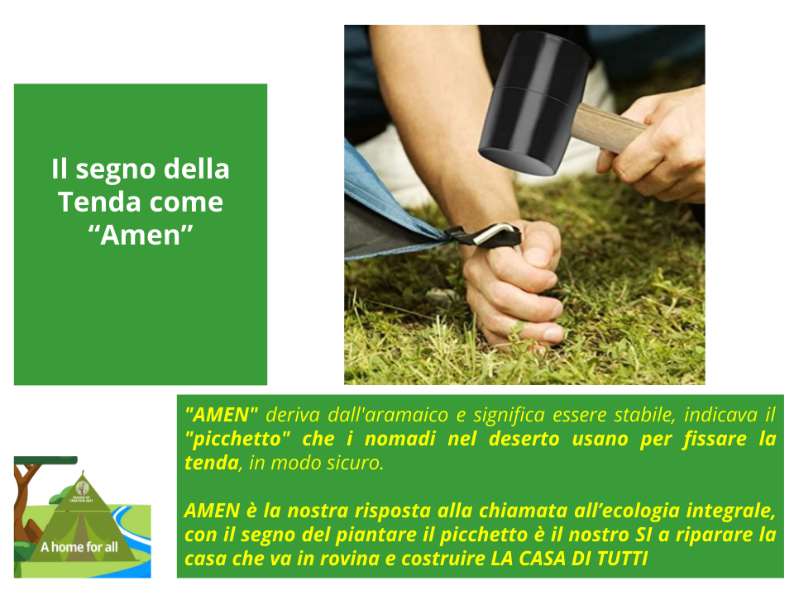 Il segno della
Tenda come
“Amen”
"AMEN" deriva dall'aramaico e significa essere stabile, indicava il
"picchetto" che i nomadi nel deserto usano per fissare la
tenda, in modo sicuro.
AMEN è la nostra risposta alla chiamata all’ecologia integrale,
con il segno del piantare il picchetto è il nostro SI a riparare la
casa che va in rovina e costruire LA CASA DI TUTTI
A home for all